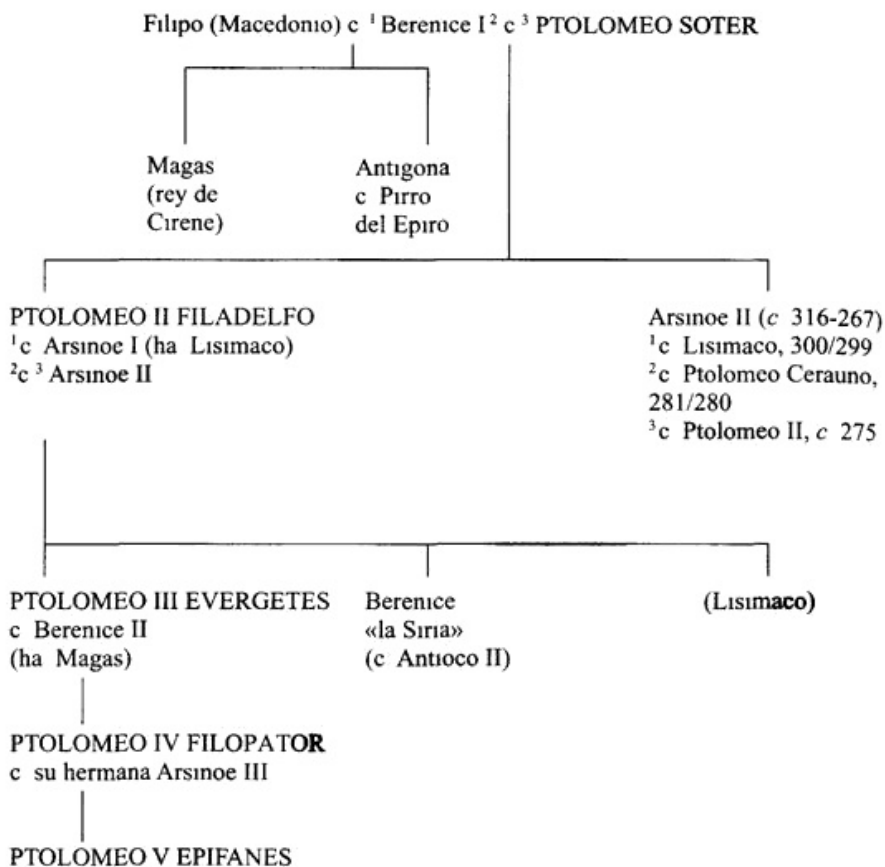 Filipo (Macedonio) c ¹ Berenice I² c ³ PTOLOMEO SOTER
Magas
(rey de
Cirene)
Antígona
c Pirro
del Epiro
PTOLOMEO II FILADELFO
¹c Arsinoe I (ha Lisimaco)
²c ³ Arsinoe II
Arsinoe II (c 316-267)
¹c Lisimaco, 300/299
²c Ptolomeo Cerauno,
281/280
³c Ptolomeo II, c 275
PTOLOMEO III EVERGETES
c Berenice II
(ha Magas)
Berenice
«la Siria»
(c Antioco II)
(Lisimaco)
PTOLOMEO IV FILOPATOR
c su hermana Arsinoe III
PTOLOMEO V EPIFANES